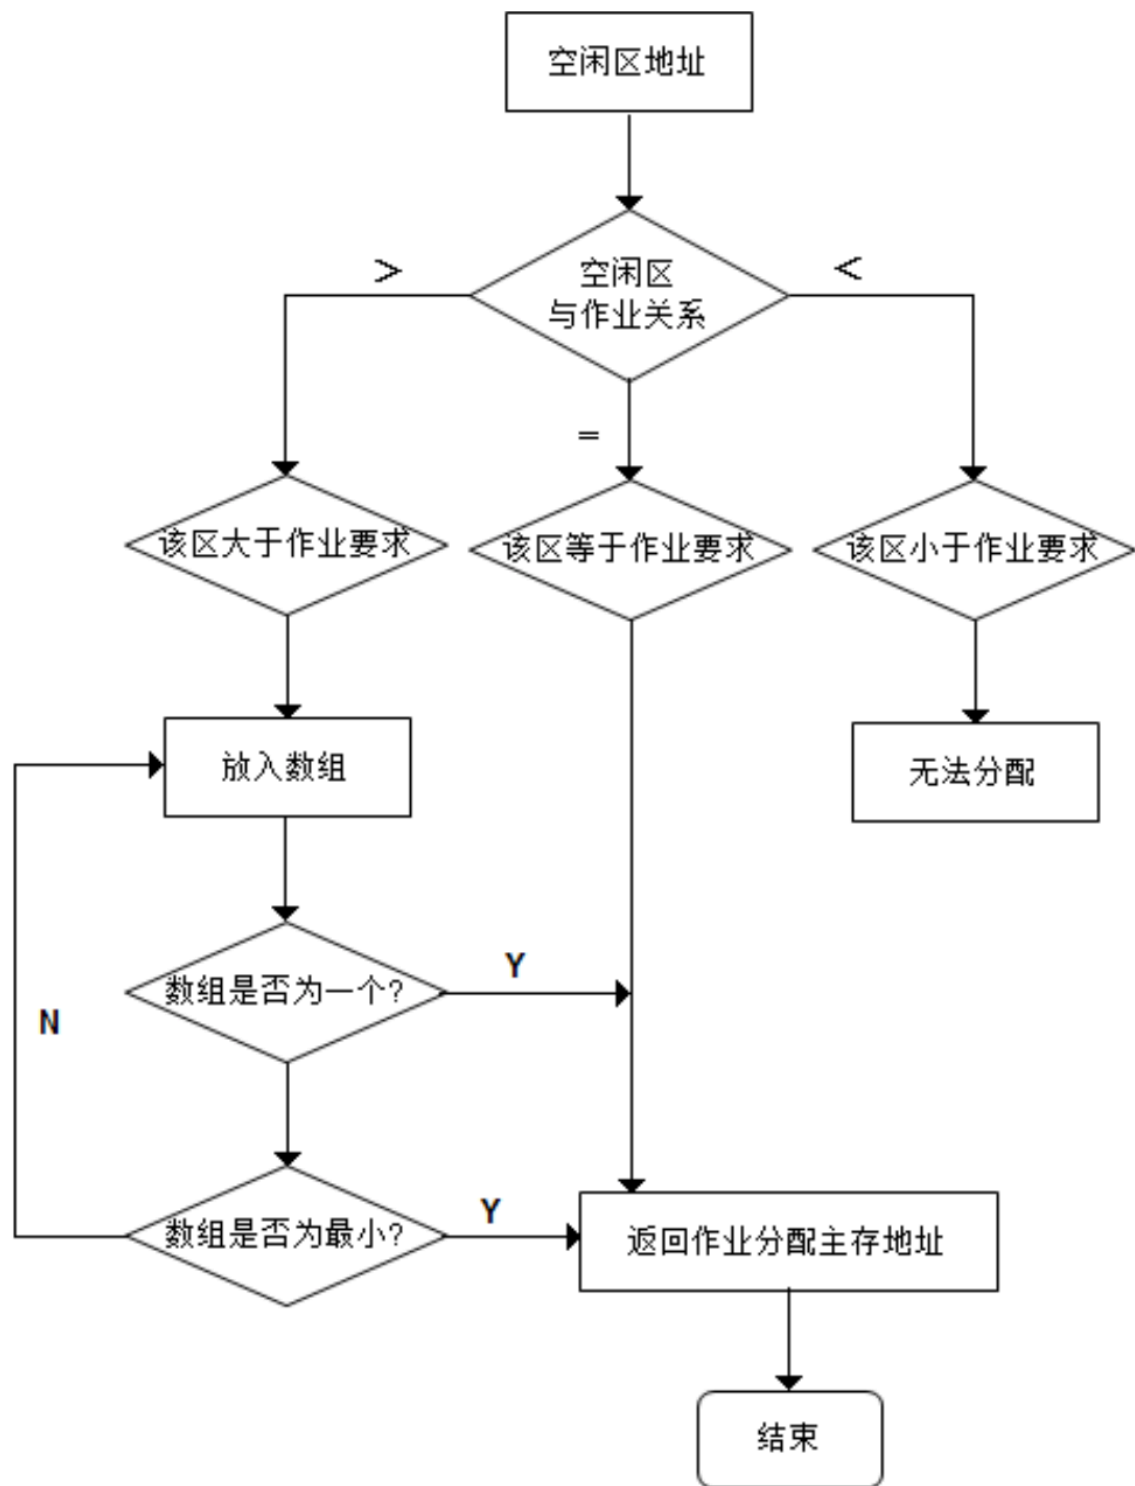 空闲区地址
>
<
空闲区
与作业关系
=
该区大于作业要求
该区等于作业要求
该区小于作业要求
放入数组
无法分配
数组是否为一个?
Y
N
数组是否为最小?
Y
返回作业分配主存地址
结束